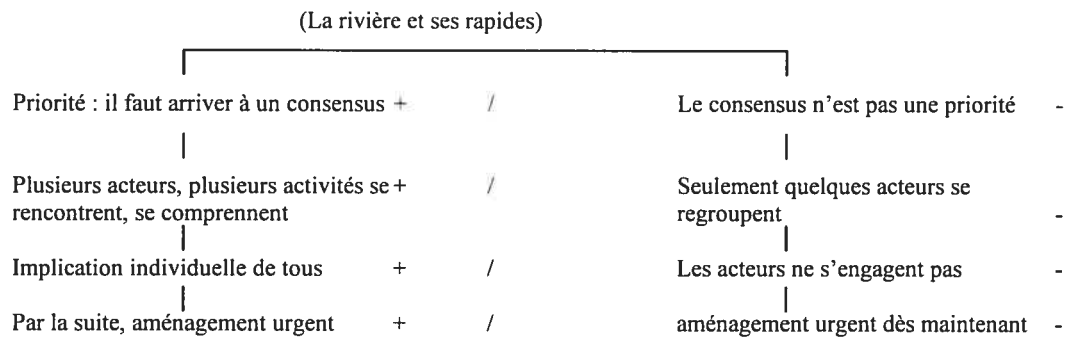 (La rivière et ses rapides)
Priorité : il faut arriver à un consensus + / Le consensus n'est pas une priorité -
Plusieurs acteurs, plusieurs activités se + / Seulement quelques acteurs se
rencontrent, se comprennent regroupent -
Implication individuelle de tous + / Les acteurs ne s'engagent pas -
Par la suite, aménagement urgent + / aménagement urgent dès maintenant -